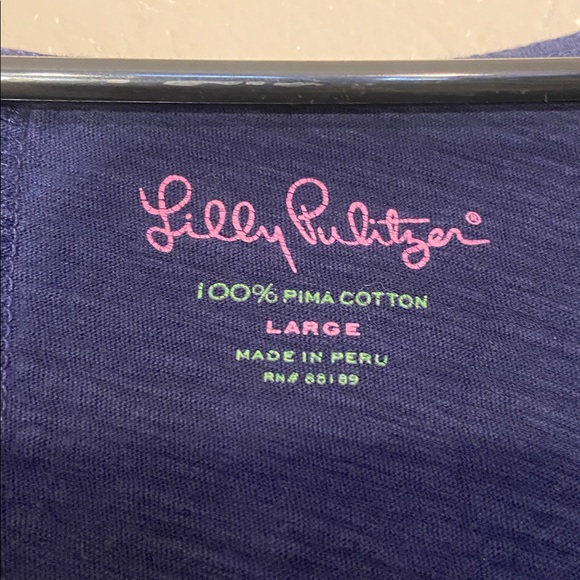 Lilly Pulitzer®
100% PIMA COTTON
LARGE
MADE IN PERU
RN# 88189